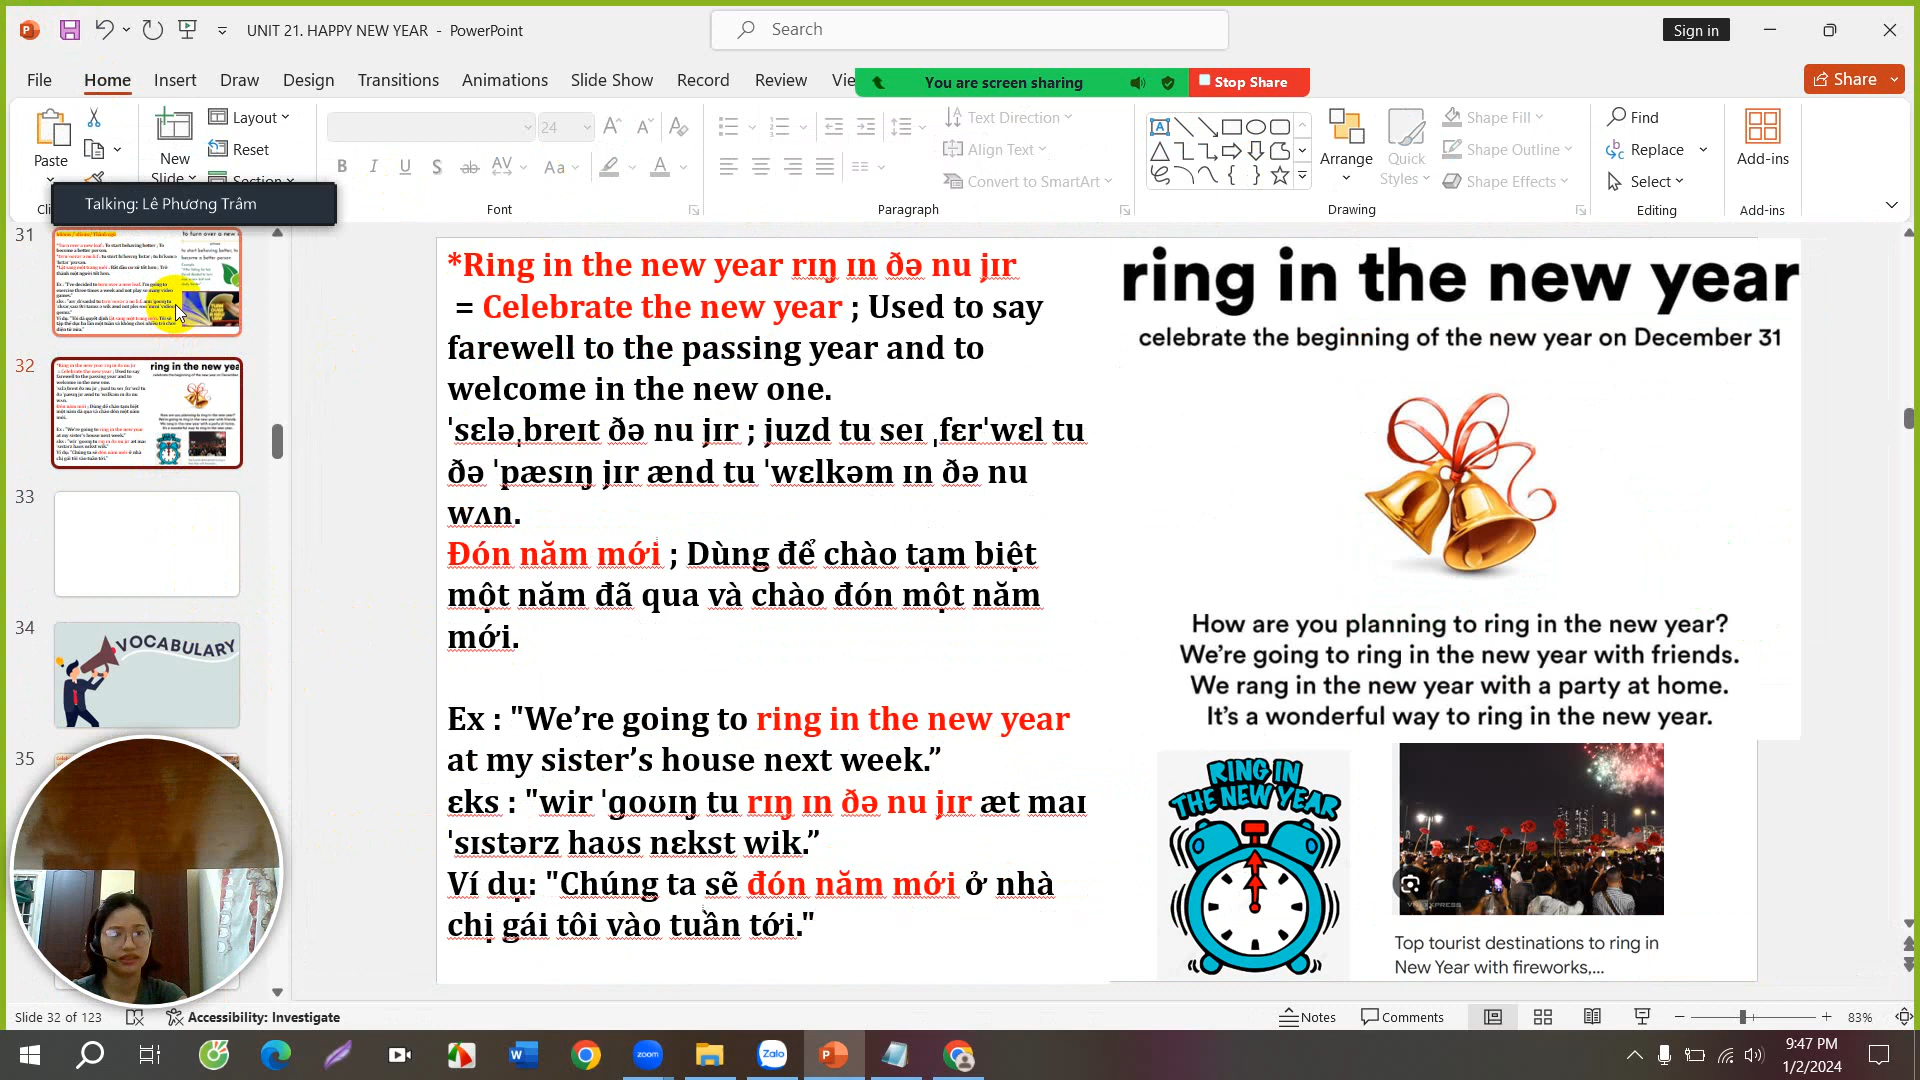 UNIT 21. HAPPY NEW YEAR - PowerPoint
Search
Sign in
File Home Insert Draw Design Transitions Animations Slide Show Record Review Vie
You are screen sharing
Stop Share
Share
Paste
New
Slide
Layout
Reset
Section
24
Text Direction
Align Text
Convert to SmartArt
Arrange
Quick
Styles
Shape Fill
Shape Outline
Shape Effects
Find
Replace
Select
Add-ins
Cli
Font
Paragraph
Drawing
Editing
Add-ins
Talking: Lê Phương Trâm
31
32
33
34
VOCABULARY
35
*Ring in the new year rɪŋ ɪn ðə nu jɪr
= Celebrate the new year ; Used to say
farewell to the passing year and to
welcome in the new one.
ˈsɛləˌbreɪt ðə nu jɪr ; juzd tu seɪ ˌfɛrˈwɛl tu
ðə ˈpæsɪŋ jɪr ænd tu ˈwɛlkəm ɪn ðə nu
wʌn.
Đón năm mới ; Dùng để chào tạm biệt
một năm đã qua và chào đón một năm
mới.
Ex : "We’re going to ring in the new year
at my sister’s house next week.”
ɛks : "wir ˈɡoʊɪŋ tu rɪŋ ɪn ðə nu jɪr æt maɪ
ˈsɪstərz haʊs nɛkst wik.”
Ví dụ: "Chúng ta sẽ đón năm mới ở nhà
chị gái tôi vào tuần tới."
ring in the new year
celebrate the beginning of the new year on December 31
How are you planning to ring in the new year?
We’re going to ring in the new year with friends.
We rang in the new year with a party at home.
It’s a wonderful way to ring in the new year.
RING IN
THE NEW YEAR
Top tourist destinations to ring in
New Year with fireworks,...
Slide 32 of 123
Accessibility: Investigate
Notes
Comments
83%
zoom
Zalo
9:47 PM
1/2/2024